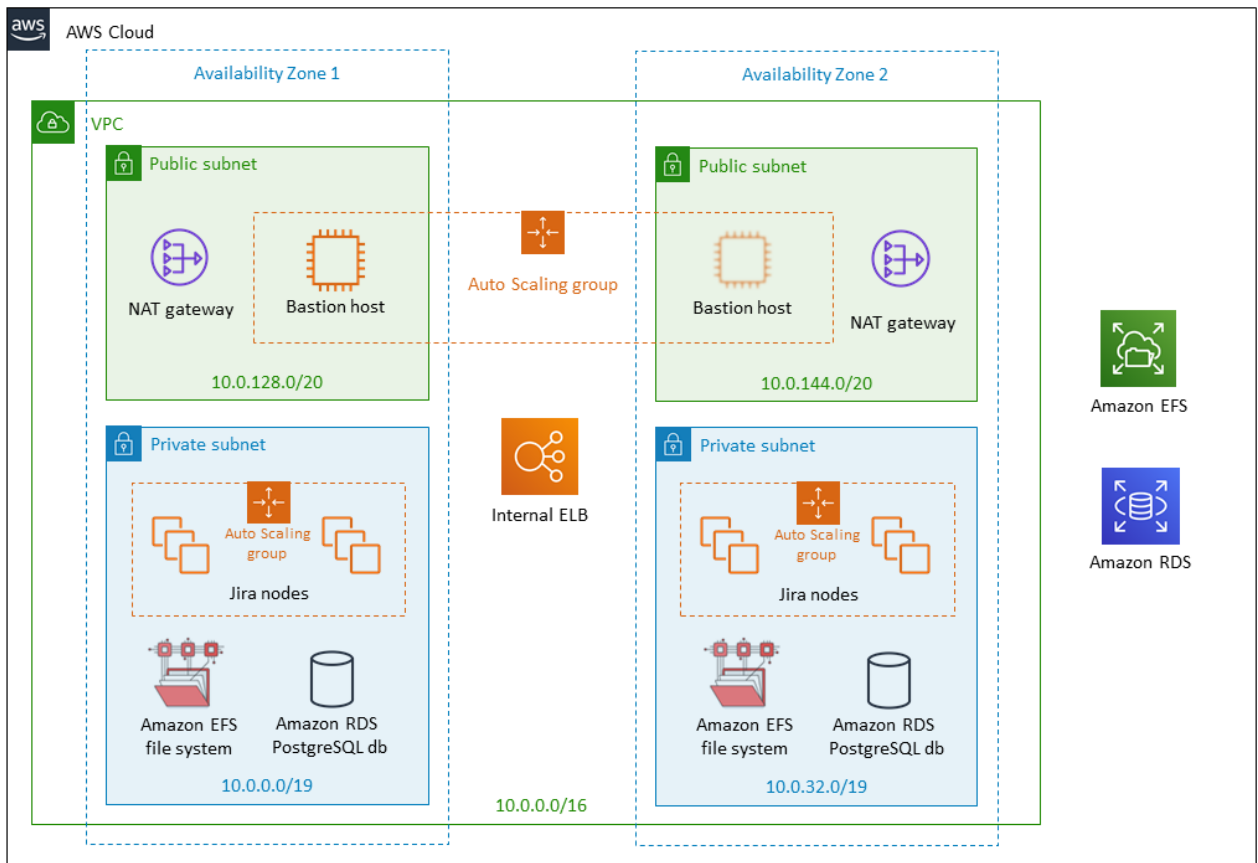 aws
AWS Cloud
Availability Zone 1
Availability Zone 2
VPC
Public subnet
Public subnet
NAT gateway
Bastion host
Auto Scaling group
Bastion host
NAT gateway
10.0.128.0/20
10.0.144.0/20
Amazon EFS
Private subnet
Private subnet
Internal ELB
Auto Scaling
group
Jira nodes
Auto Scaling
group
Jira nodes
Amazon RDS
Amazon EFS
file system
Amazon RDS
PostgreSQL db
Amazon EFS
file system
Amazon RDS
PostgreSQL db
10.0.0.0/19
10.0.32.0/19
10.0.0.0/16